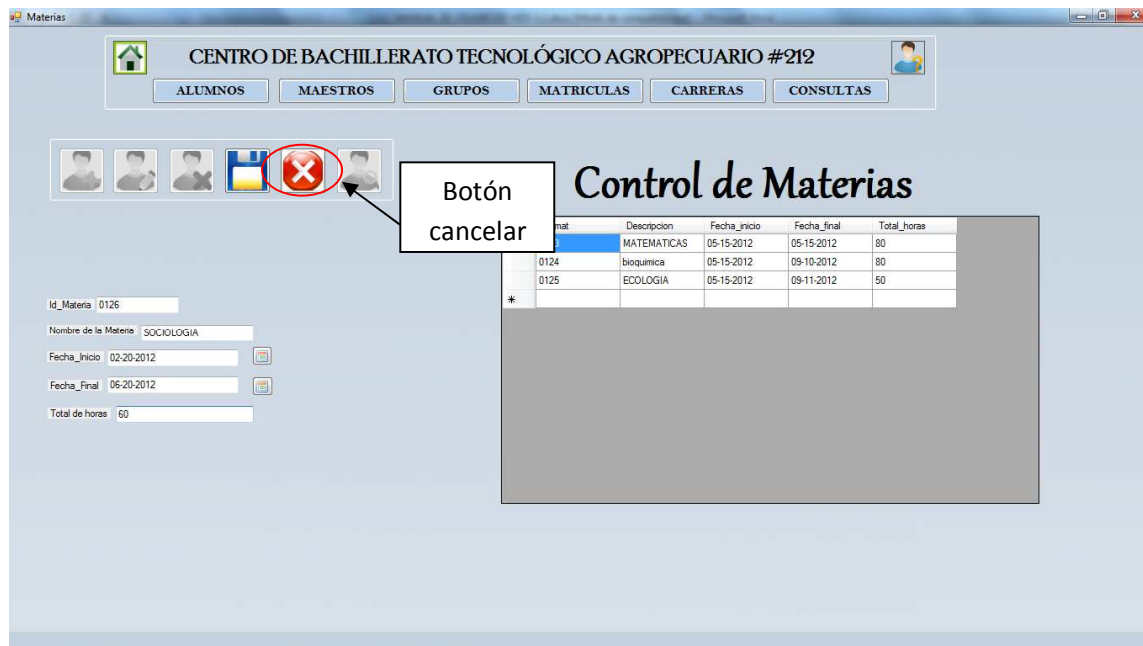 Materias
CENTRO DE BACHILLERATO TECNOLÓGICO AGROPECUARIO #212
ALUMNOS MAESTROS GRUPOS MATRICULAS CARRERAS CONSULTAS
Botón
cancelar
Control de Materias
mat Descripcion Fecha_inicio Fecha_final Total_horas
3 MATEMATICAS 05-15-2012 05-15-2012 80
0124 bioquimica 05-15-2012 09-10-2012 80
0125 ECOLOGIA 05-15-2012 09-11-2012 50
*
Id_Materia 0126
Nombre de la Materia SOCIOLOGIA
Fecha_Inicio 02-20-2012
Fecha_Final 06-20-2012
Total de horas 60